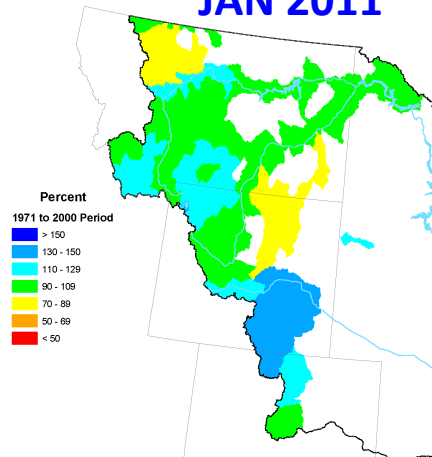 JAN 2011
Percent
1971 to 2000 Period
> 150
130 - 150
110 - 129
90 - 109
70 - 89
50 - 69
< 50